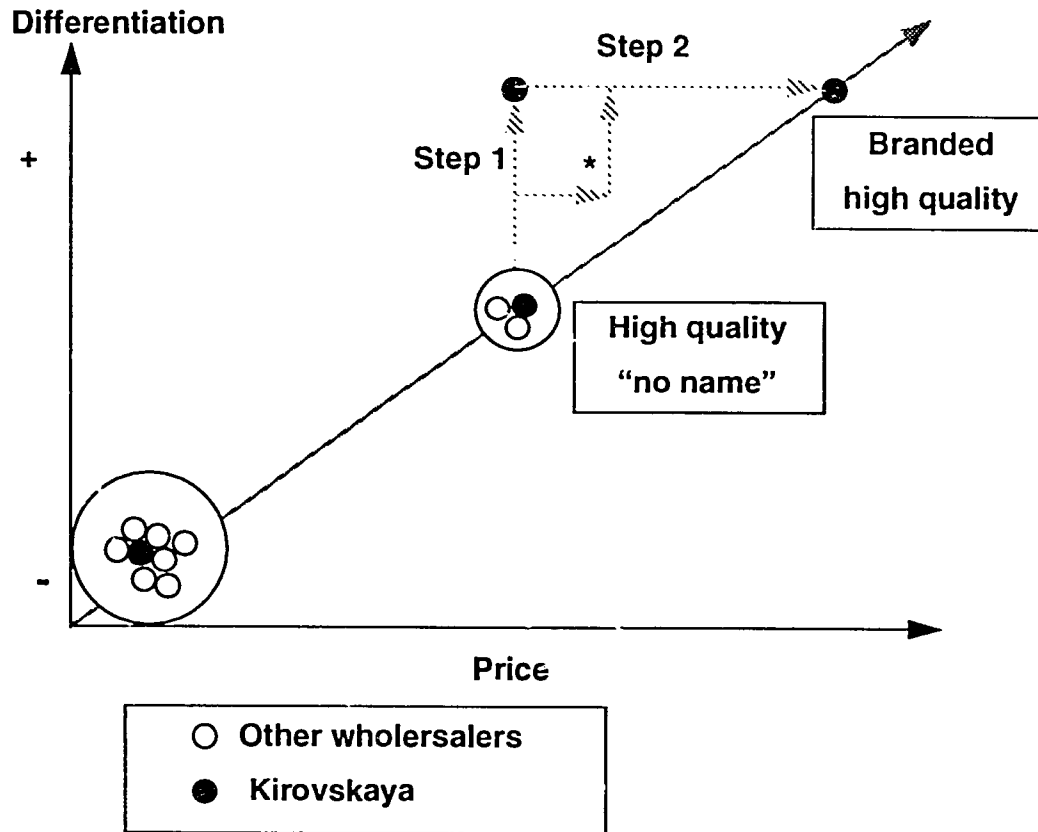 Differentiation
Step 2
+
Step 1
*
Branded
high quality
High quality
“no name”
-
Price
Other wholersalers
Kirovskaya